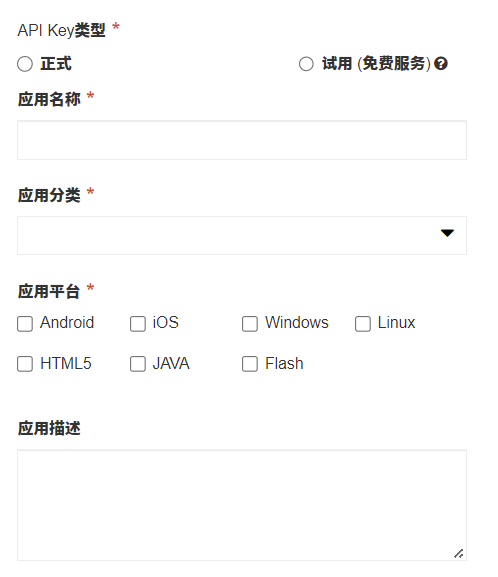 API Key类型 *
正式 试用 (免费服务)
应用名称 *
应用分类 *
应用平台 *
Android iOS Windows Linux
HTML5 JAVA Flash
应用描述